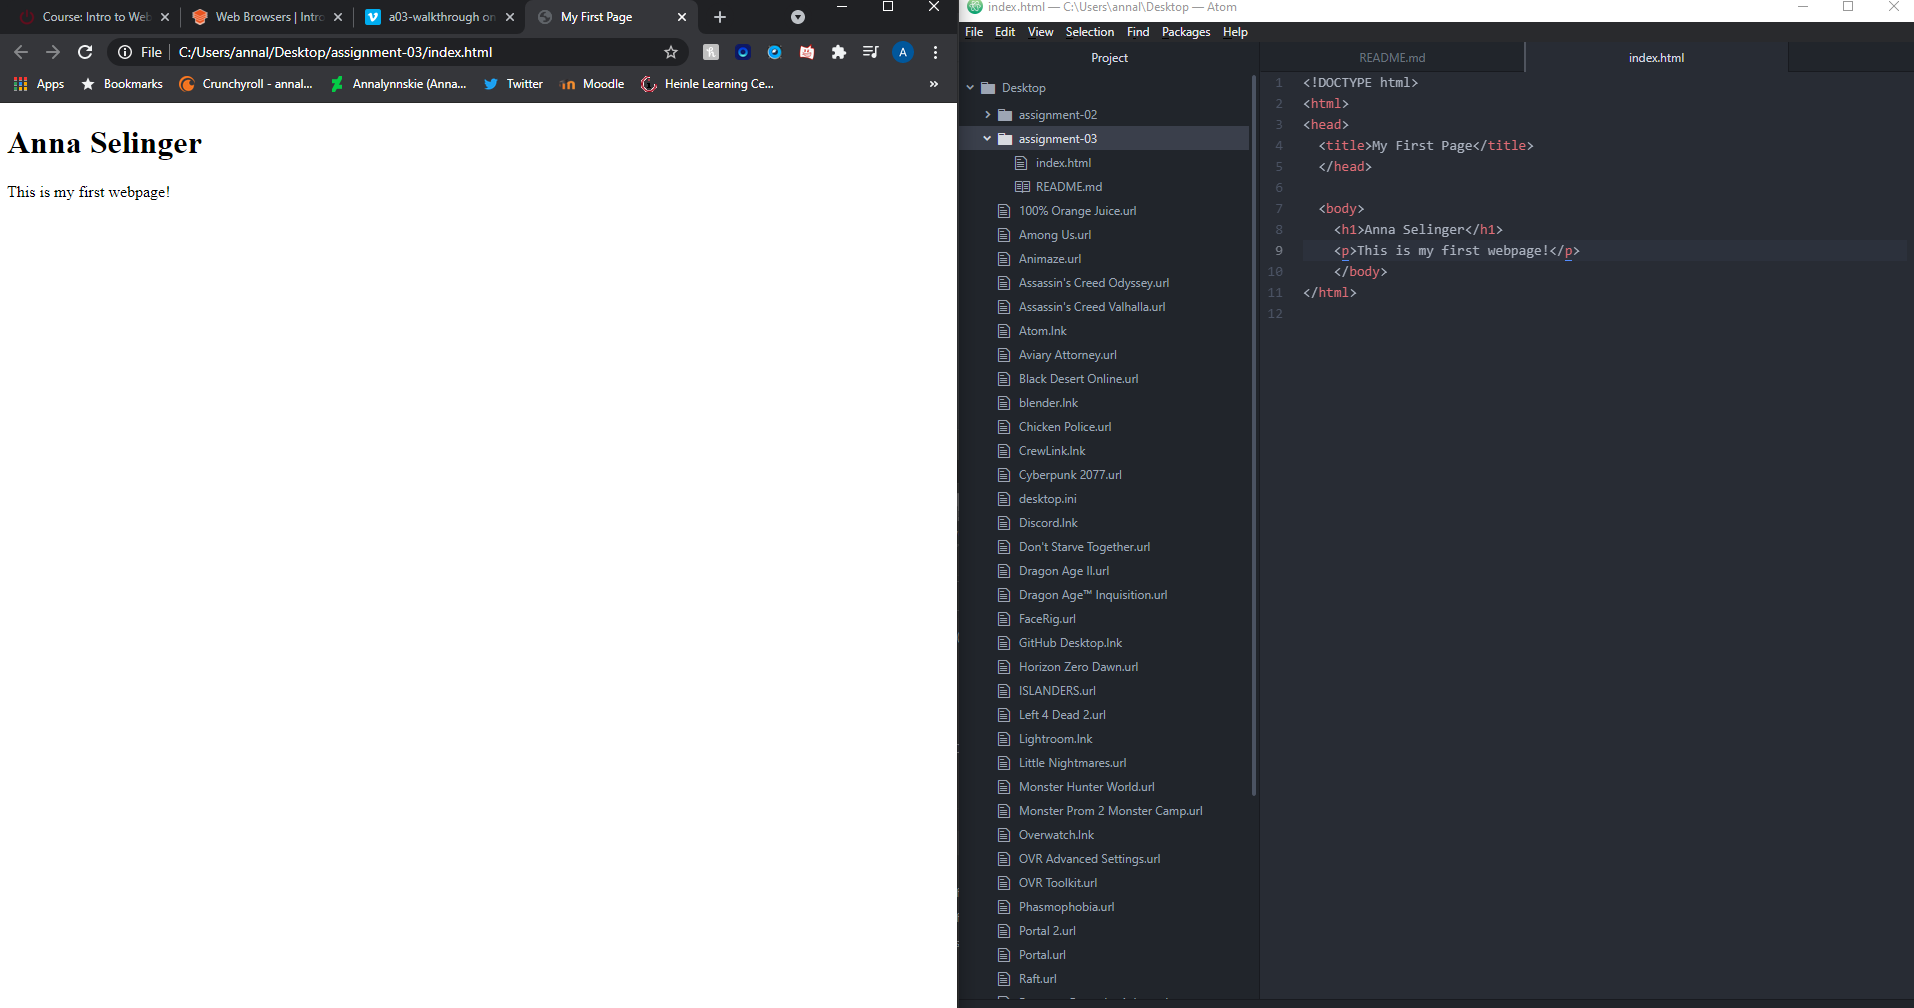 Course: Intro to Web
Web Browsers | Intro
a03-walkthrough on
My First Page
File
C:/Users/annal/Desktop/assignment-03/index.html
A
Apps
Bookmarks
Crunchyroll - annal...
Annalynnskie (Anna...
Twitter
Moodle
Heinle Learning Ce...
»
Anna Selinger
This is my first webpage!
index.html — C:\Users\annal\Desktop — Atom
File Edit View Selection Find Packages Help
Project
Desktop
assignment-02
assignment-03
index.html
README.md
100% Orange Juice.url
Among Us.url
Animaze.url
Assassin's Creed Odyssey.url
Assassin's Creed Valhalla.url
Atom.lnk
Aviary Attorney.url
Black Desert Online.url
blender.lnk
Chicken Police.url
CrewLink.lnk
Cyberpunk 2077.url
desktop.ini
Discord.lnk
Don't Starve Together.url
Dragon Age II.url
Dragon Age™ Inquisition.url
FaceRig.url
GitHub Desktop.lnk
Horizon Zero Dawn.url
ISLANDERS.url
Left 4 Dead 2.url
Lightroom.lnk
Little Nightmares.url
Monster Hunter World.url
Monster Prom 2 Monster Camp.url
Overwatch.lnk
OVR Advanced Settings.url
OVR Toolkit.url
Phasmophobia.url
Portal 2.url
Portal.url
Raft.url
README.md
index.html
1 <!DOCTYPE html>
2 <html>
3 <head>
4 <title>My First Page</title>
5 </head>
6
7 <body>
8 <h1>Anna Selinger</h1>
9 <p>This is my first webpage!</p>
10 </body>
11 </html>
12